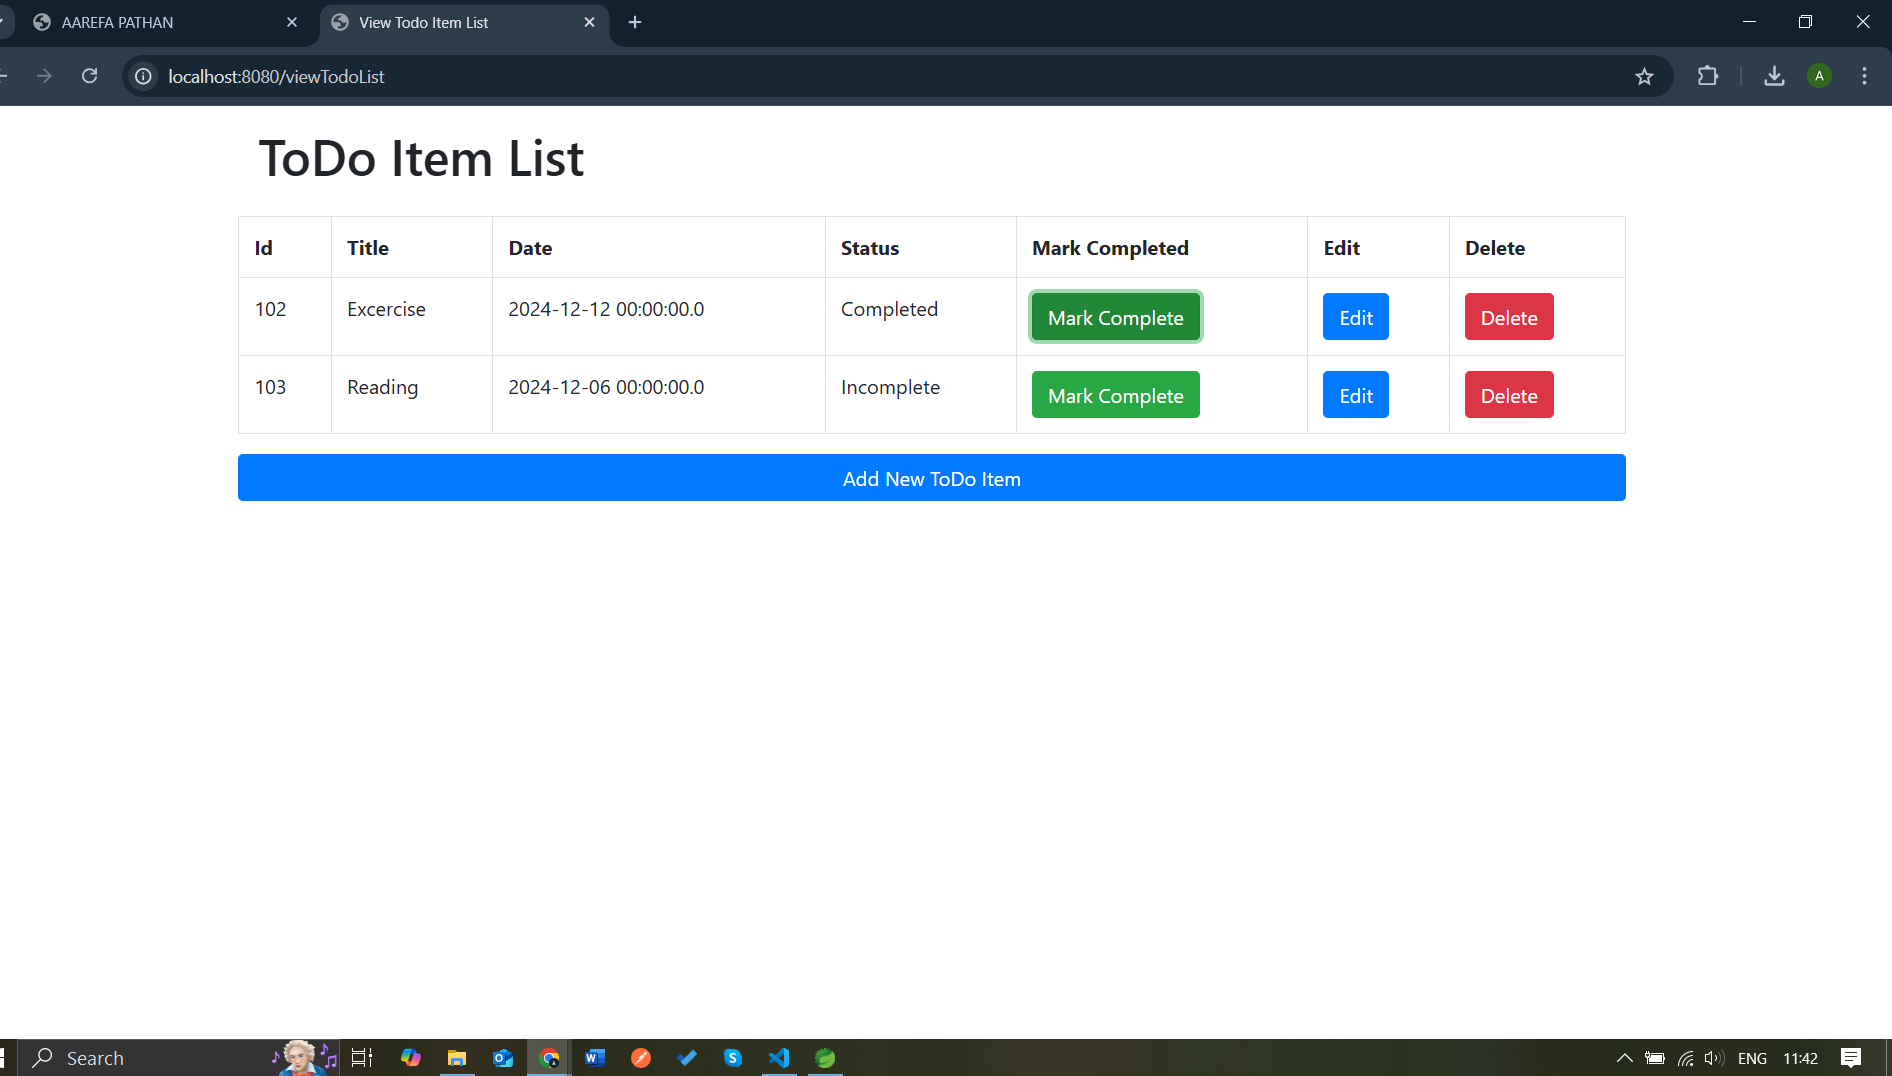 AAREFA PATHAN
View Todo Item List
localhost:8080/viewTodoList
A
ToDo Item List
Id Title Date Status Mark Completed Edit Delete
102 Excercise 2024-12-12 00:00:00.0 Completed Mark Complete Edit Delete
103 Reading 2024-12-06 00:00:00.0 Incomplete Mark Complete Edit Delete
Add New ToDo Item
Search
ENG 11:42